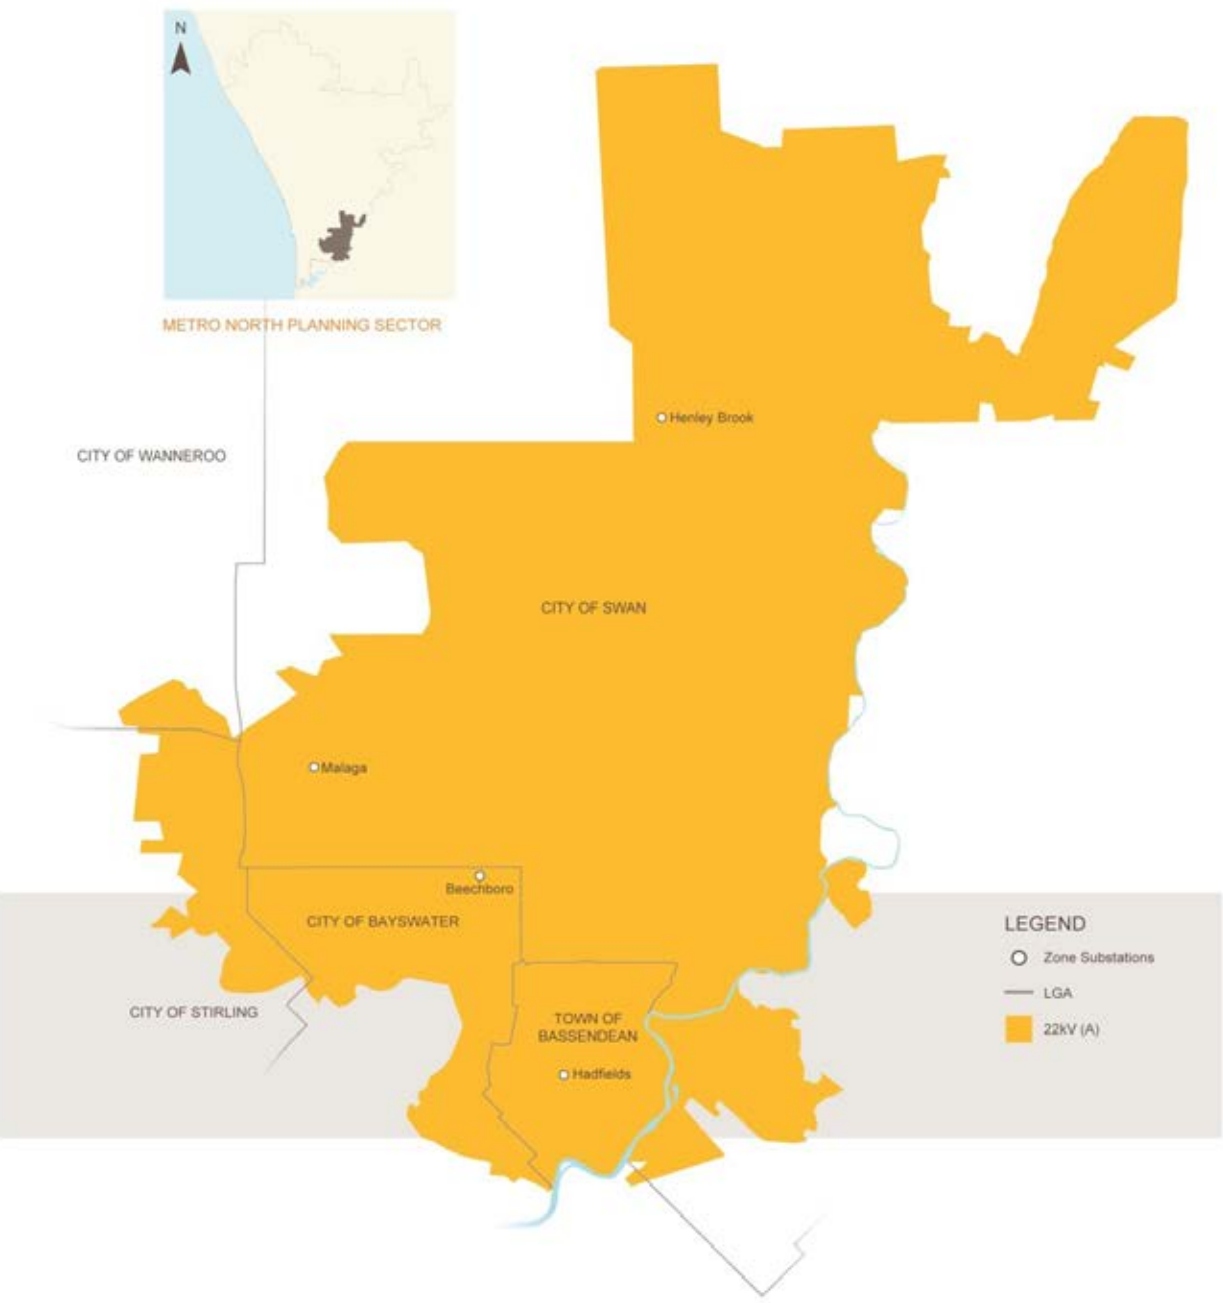 N
METRO NORTH PLANNING SECTOR
Henley Brook
CITY OF WANNEROO
CITY OF SWAN
Malaga
Beechboro
CITY OF BAYSWATER
LEGEND
Zone Substations
LGA
22kV (A)
CITY OF STIRLING
TOWN OF
BASSENDEAN
Hadfields